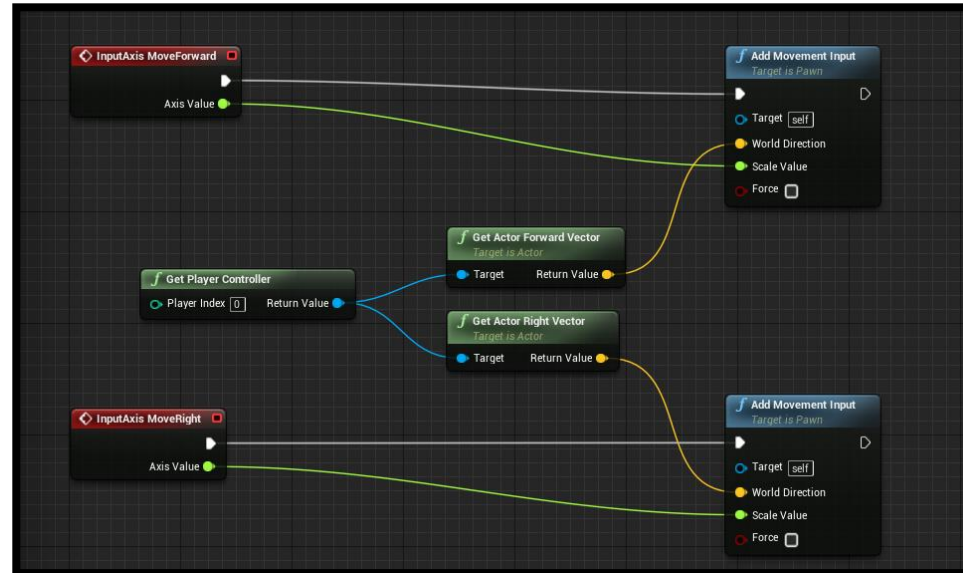 InputAxis MoveForward
Axis Value
Add Movement Input
Target is Pawn
Target self
World Direction
Scale Value
Force
Get Actor Forward Vector
Target is Actor
Target Return Value
Get Player Controller
Player Index 0 Return Value
Get Actor Right Vector
Target is Actor
Target Return Value
InputAxis MoveRight
Axis Value
Add Movement Input
Target is Pawn
Target self
World Direction
Scale Value
Force